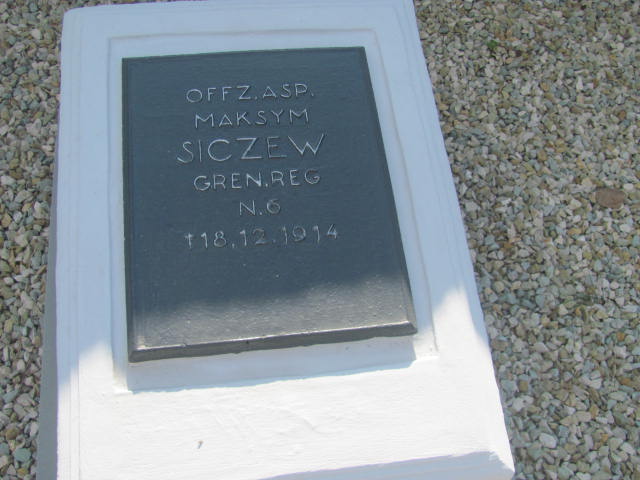 OFFZ.ASP.
MAKSYM
SICZEW
GREN.REG
N.6
†18.12.1914